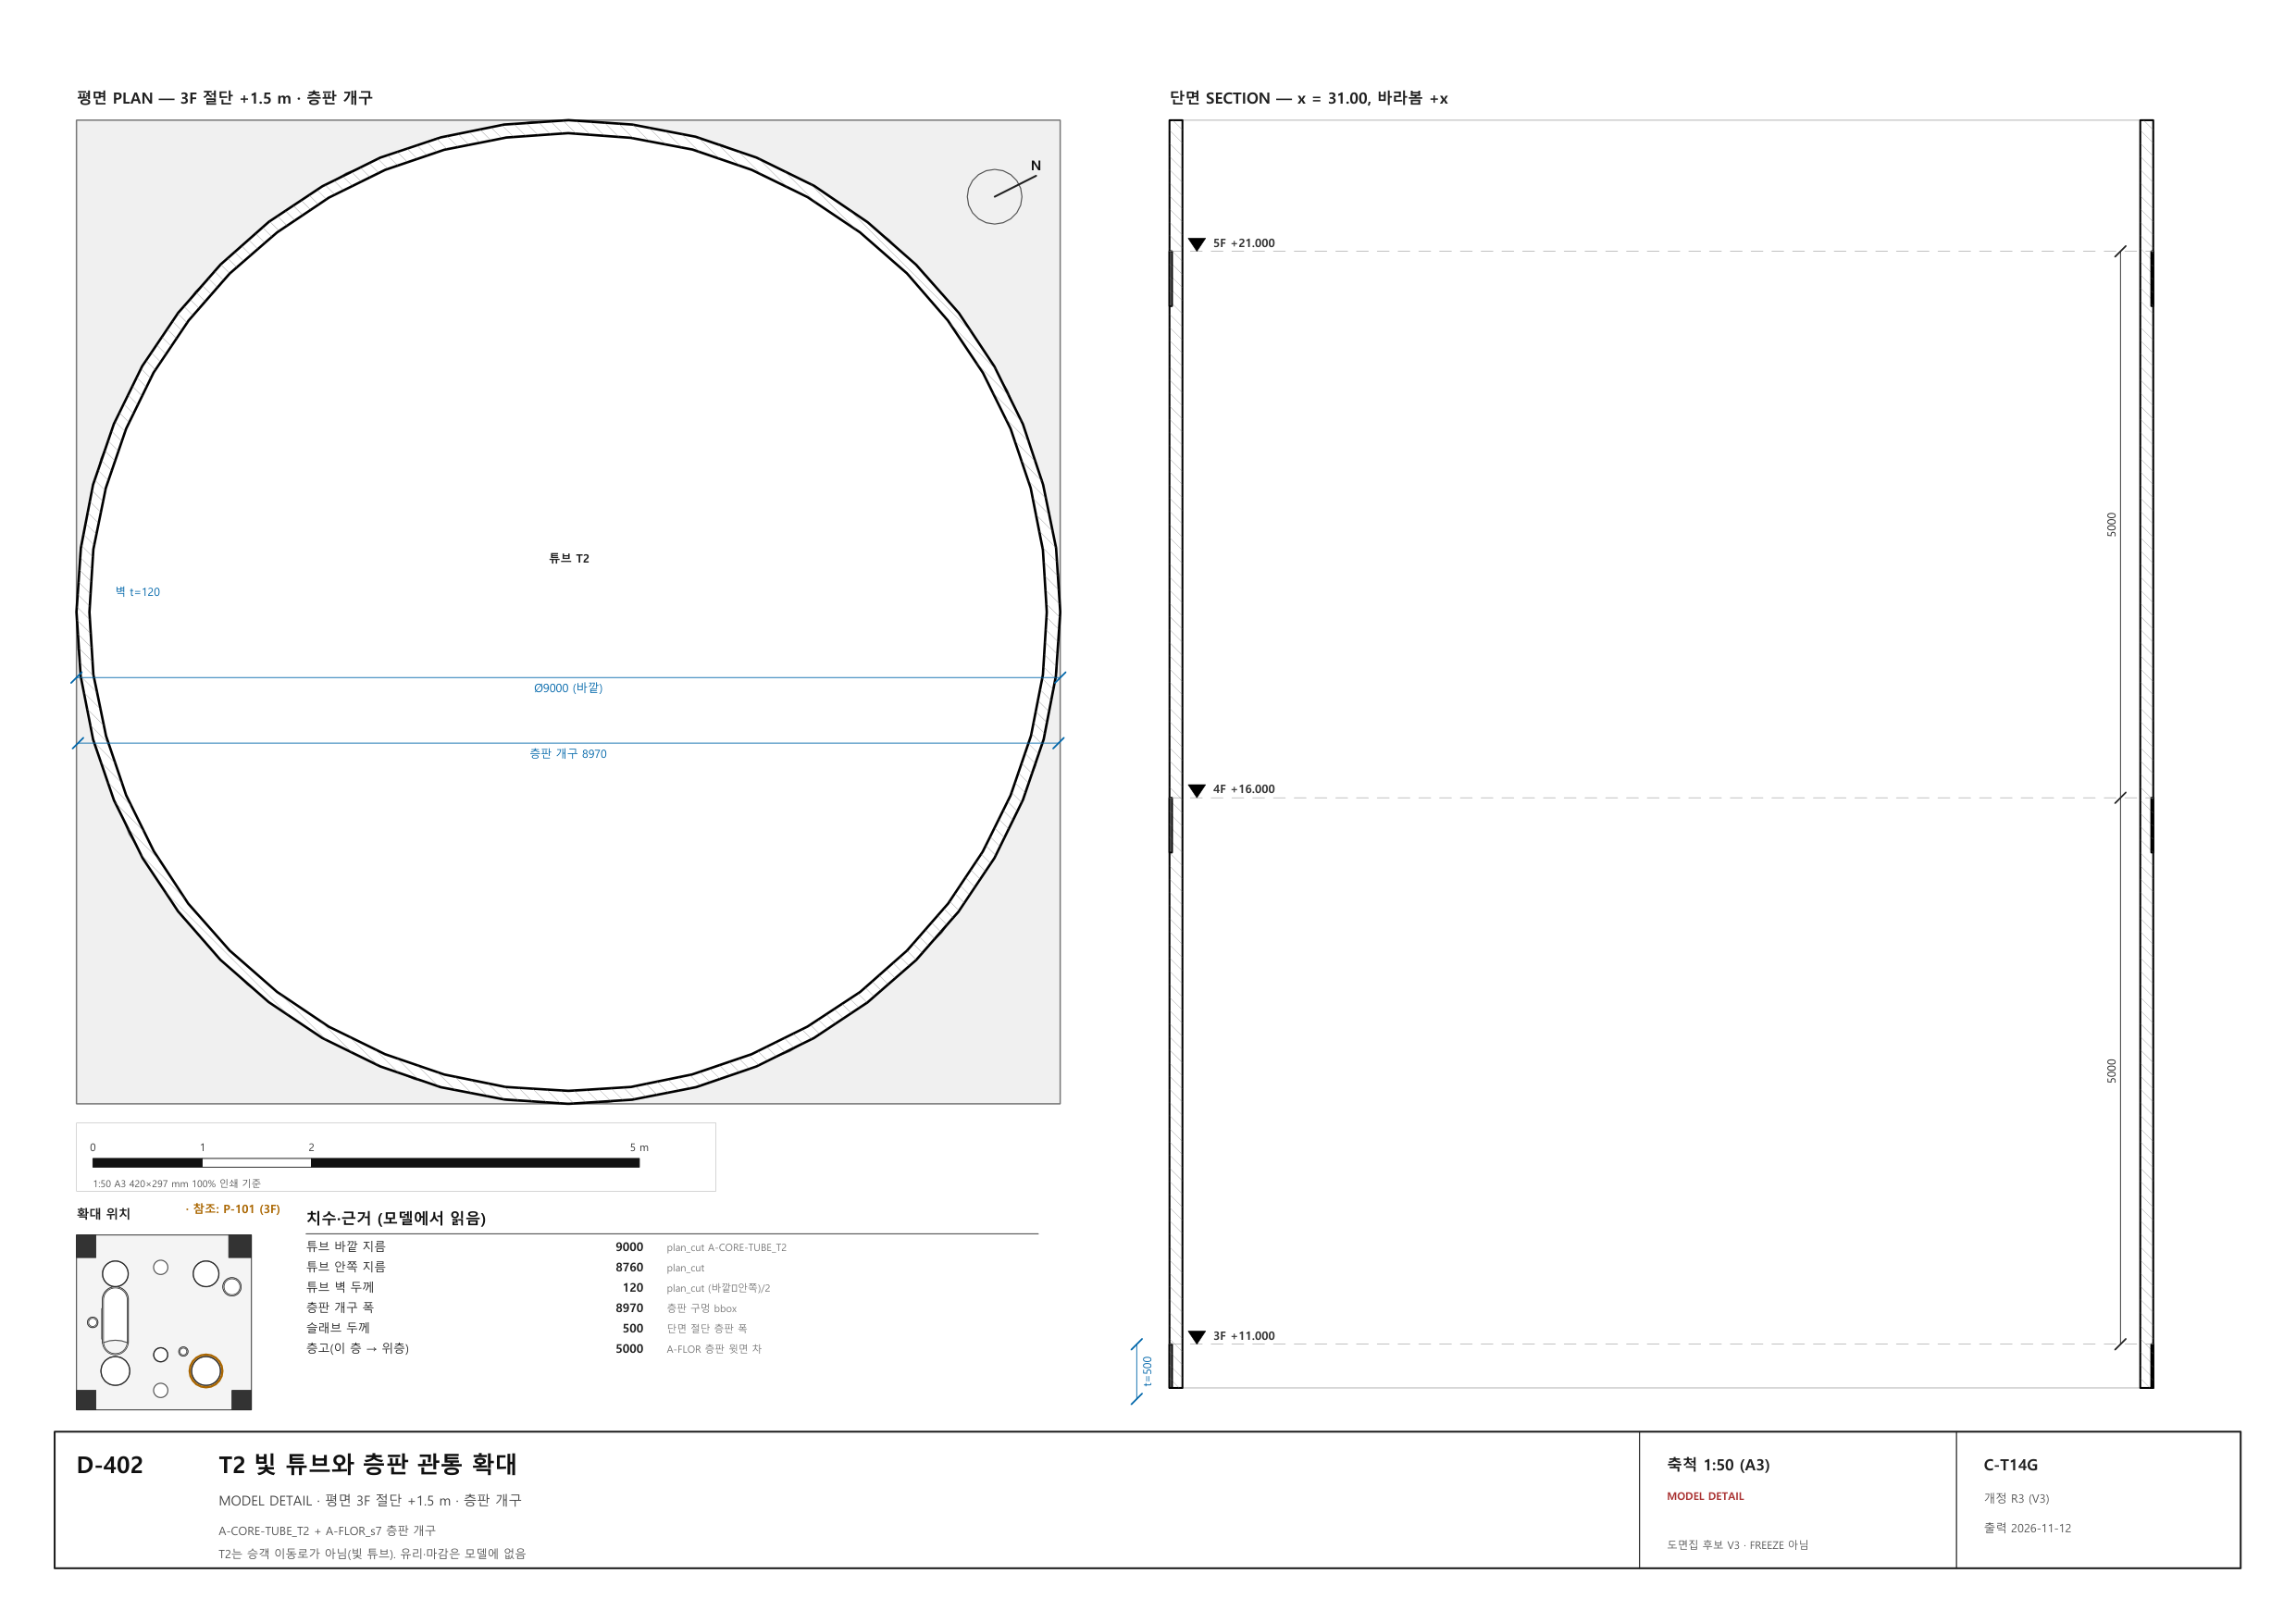 평면 PLAN — 3F 절단 +1.5 m · 층판 개구
N
튜브 T2
벽 t=120
Ø9000 (바깥)
층판 개구 8970
단면 SECTION — x = 31.00, 바라봄 +x
5F +21.000
5000
4F +16.000
5000
3F +11.000
t=500
0 1 2 5 m
1:50 A3 420×297 mm 100% 인쇄 기준
확대 위치
· 참조: P-101 (3F)
치수·근거 (모델에서 읽음)
튜브 바깥 지름 9000 plan_cut A-CORE-TUBE_T2
튜브 안쪽 지름 8760 plan_cut
튜브 벽 두께 120 plan_cut (바깥▯안쪽)/2
층판 개구 폭 8970 층판 구멍 bbox
슬래브 두께 500 단면 절단 층판 폭
층고(이 층 → 위층) 5000 A-FLOR 층판 윗면 차
D-402
T2 빛 튜브와 층판 관통 확대
MODEL DETAIL · 평면 3F 절단 +1.5 m · 층판 개구
A-CORE-TUBE_T2 + A-FLOR_s7 층판 개구
T2는 승객 이동로가 아님(빛 튜브). 유리·마감은 모델에 없음
축척 1:50 (A3)
MODEL DETAIL
도면집 후보 V3 · FREEZE 아님
C-T14G
개정 R3 (V3)
출력 2026-11-12